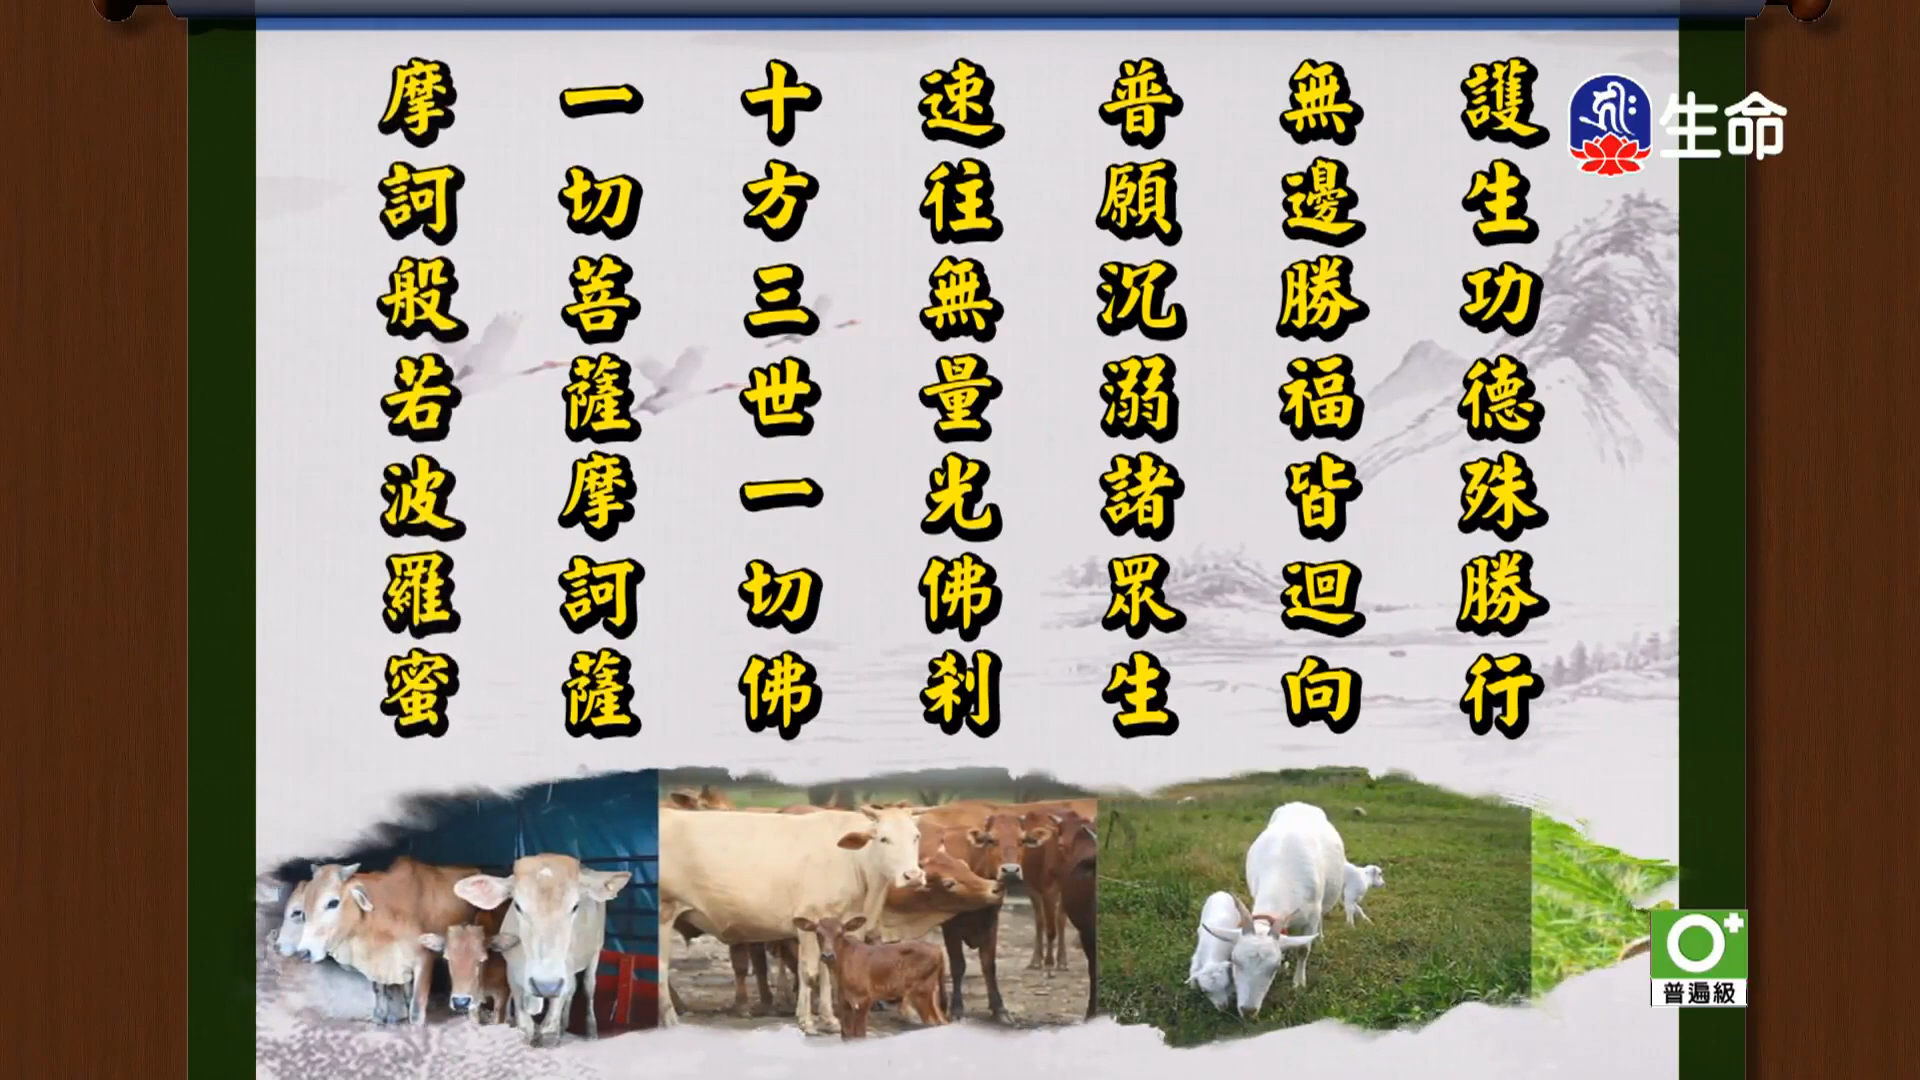 護生功德殊勝行
無邊勝福皆迴向
普願沉溺諸眾生
速往無量光佛剎
十方三世一切佛
一切菩薩摩訶薩
摩訶般若波羅蜜
生命
普遍級